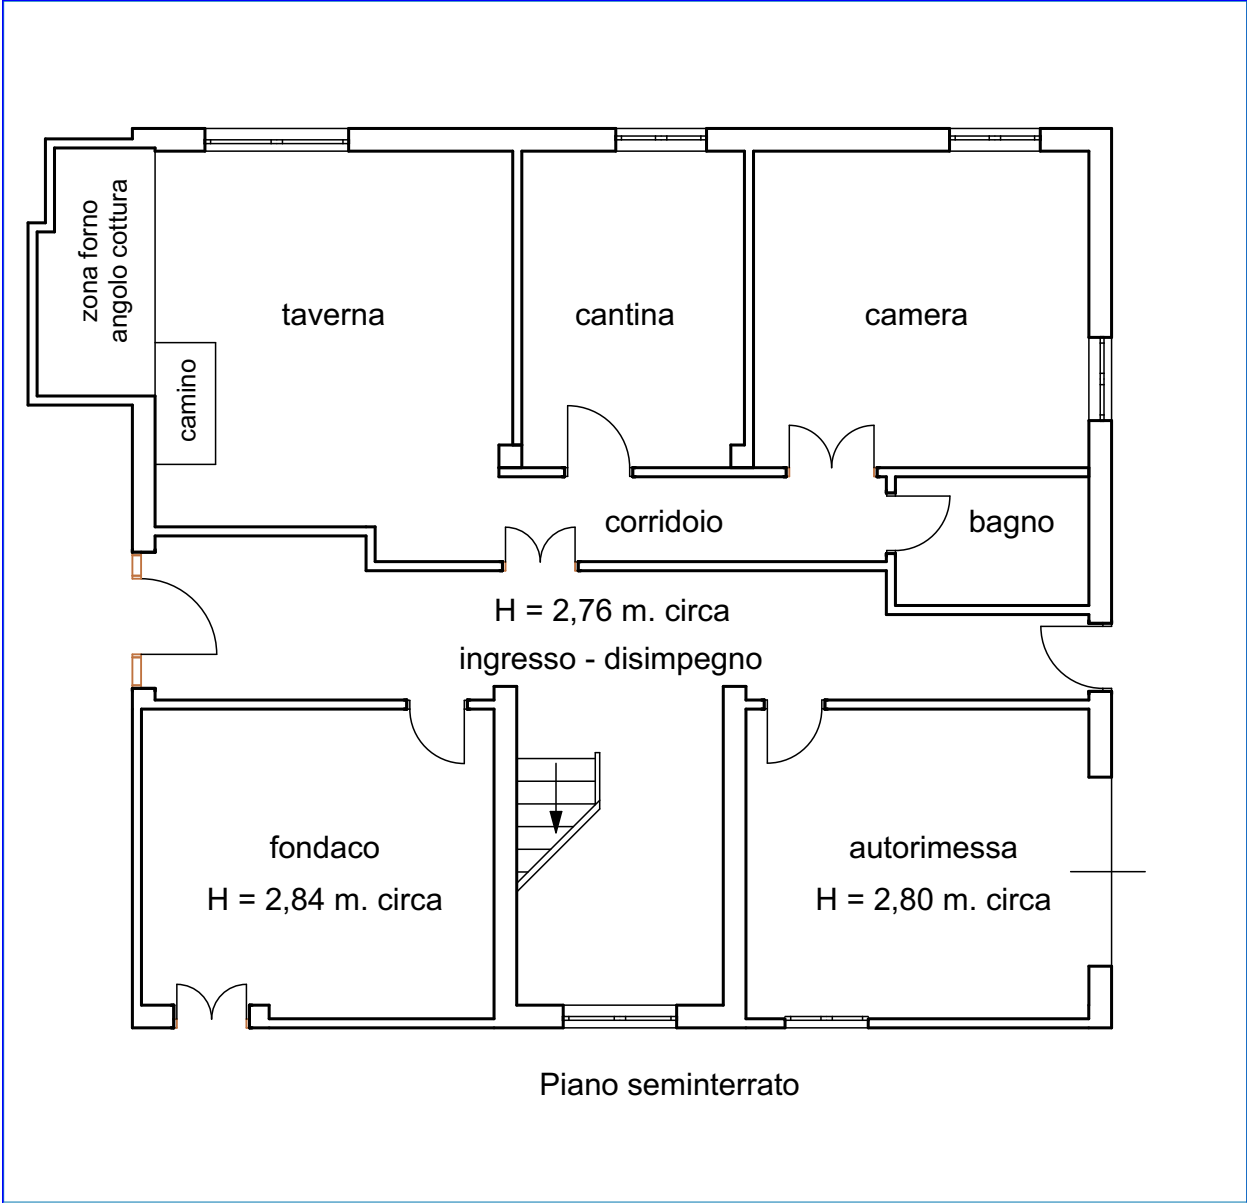 zona forno
angolo cottura
taverna
cantina
camera
camino
corridoio
bagno
H = 2,76 m. circa
ingresso - disimpegno
fondaco
H = 2,84 m. circa
autorimessa
H = 2,80 m. circa
Piano seminterrato